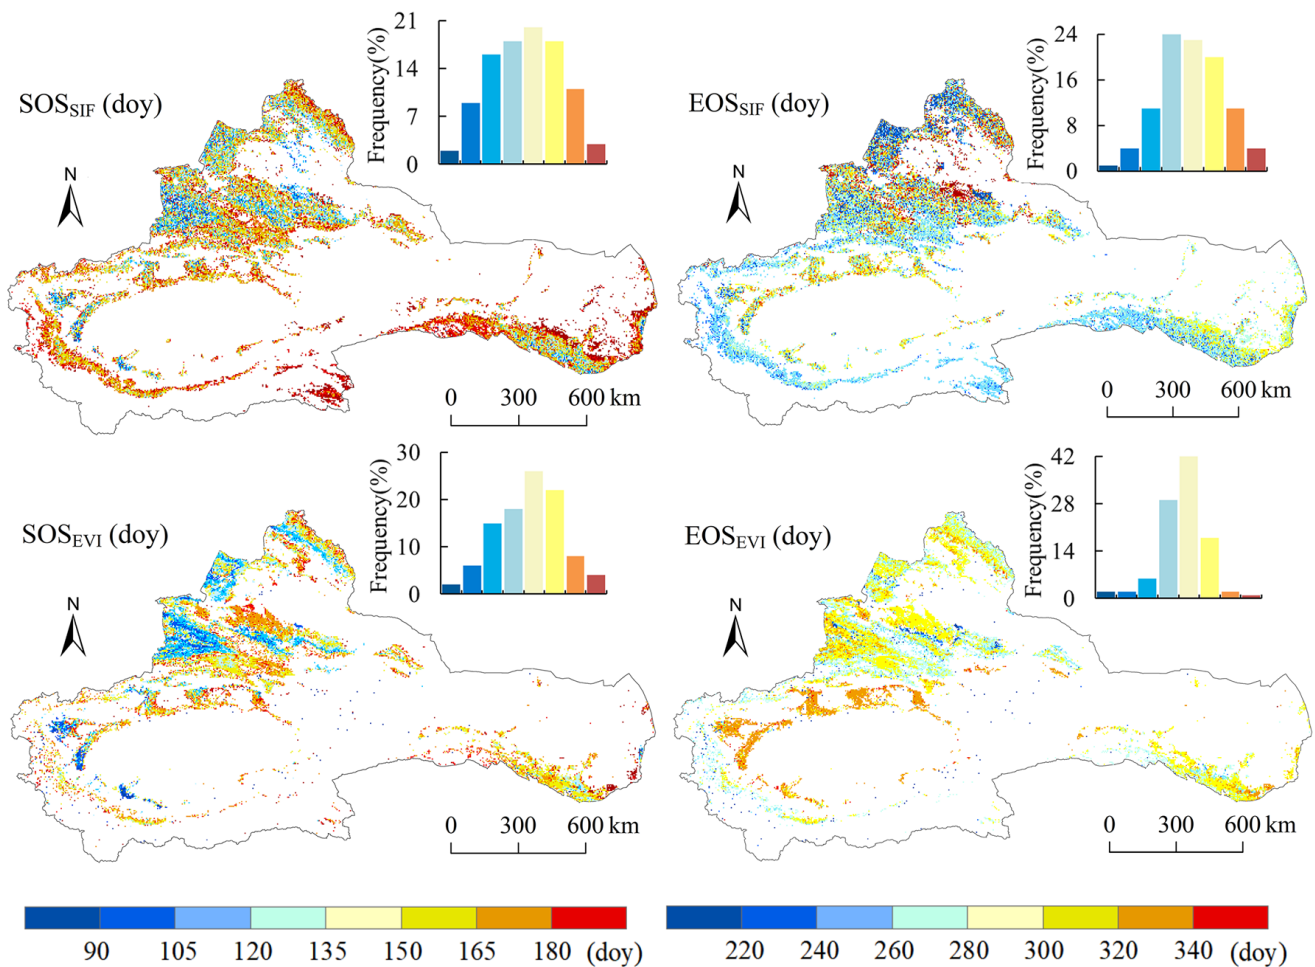 SOSSIF (doy)
Frequency(%)
21
14
7
0
N
0 300 600 km
EOSSIF (doy)
Frequency(%)
24
16
8
0
N
0 300 600 km
SOSEVI (doy)
Frequency(%)
30
20
10
0
N
0 300 600 km
EOSEVI (doy)
Frequency(%)
42
28
14
0
N
0 300 600 km
90 105 120 135 150 165 180 (doy)
220 240 260 280 300 320 340 (doy)